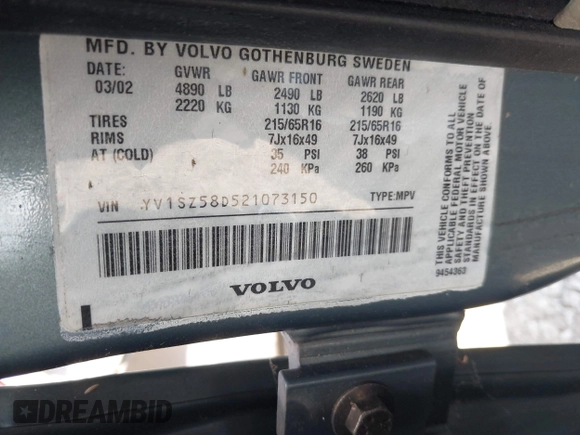 MFD. BY VOLVO GOTHENBURG SWEDEN
DATE: GVWR GAWR FRONT GAWR REAR
03/02 4890 LB 2490 LB 2620 LB
2220 KG 1130 KG 1190 KG
TIRES 215/65R16 215/65R16
RIMS 7Jx16x49 7Jx16x49
AT (COLD) 35 PSI 38 PSI
240 KPa 260 KPa
VIN YV1SZ58D521073150 TYPE: MPV
VOLVO
THIS VEHICLE CONFORMS TO ALL
APPLICABLE FEDERAL MOTOR VEHICLE
SAFETY AND THEFT PREVENTION
STANDARDS IN EFFECT ON THE DATE OF
MANUFACTURE SHOWN ABOVE.
9454363
DREAMBID